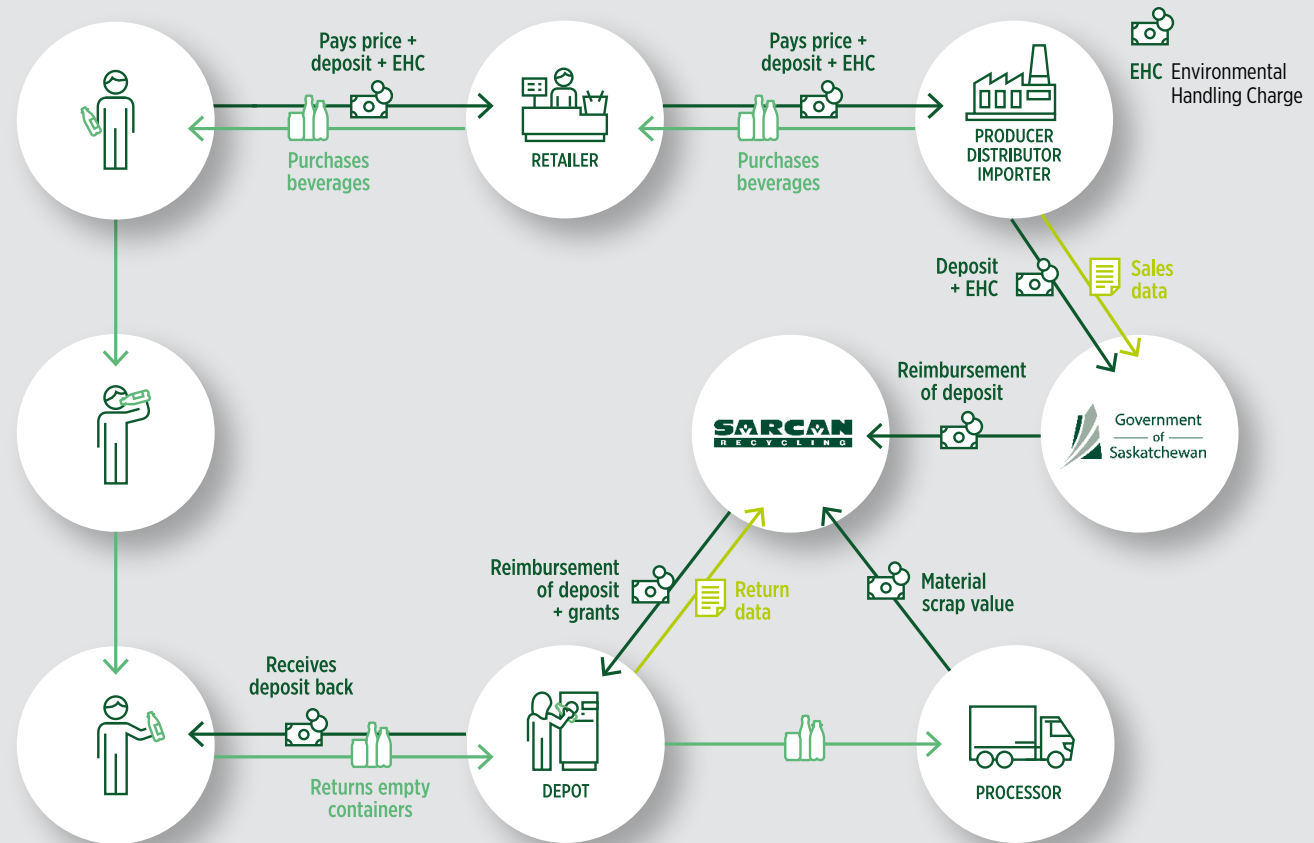 Pays price +
deposit + EHC
Purchases
beverages
RETAILER
Pays price +
deposit + EHC
Purchases
beverages
PRODUCER
DISTRIBUTOR
IMPORTER
EHC Environmental
Handling Charge
Deposit
+ EHC
Sales
data
Reimbursement
of deposit
SARCAN
RECYCLING
Government
of
Saskatchewan
Reimbursement
of deposit
+ grants
Return
data
Material
scrap value
Receives
deposit back
Returns empty
containers
DEPOT
PROCESSOR